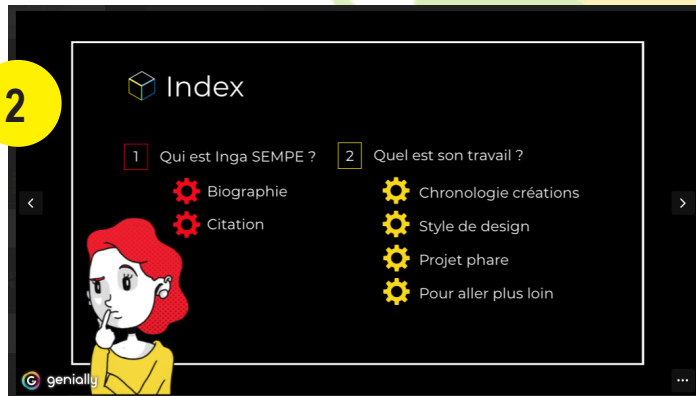 2
Index
1 Qui est Inga SEMPE ?
Biographie
Citation
2 Quel est son travail ?
Chronologie créations
Style de design
Projet phare
Pour aller plus loin
genially